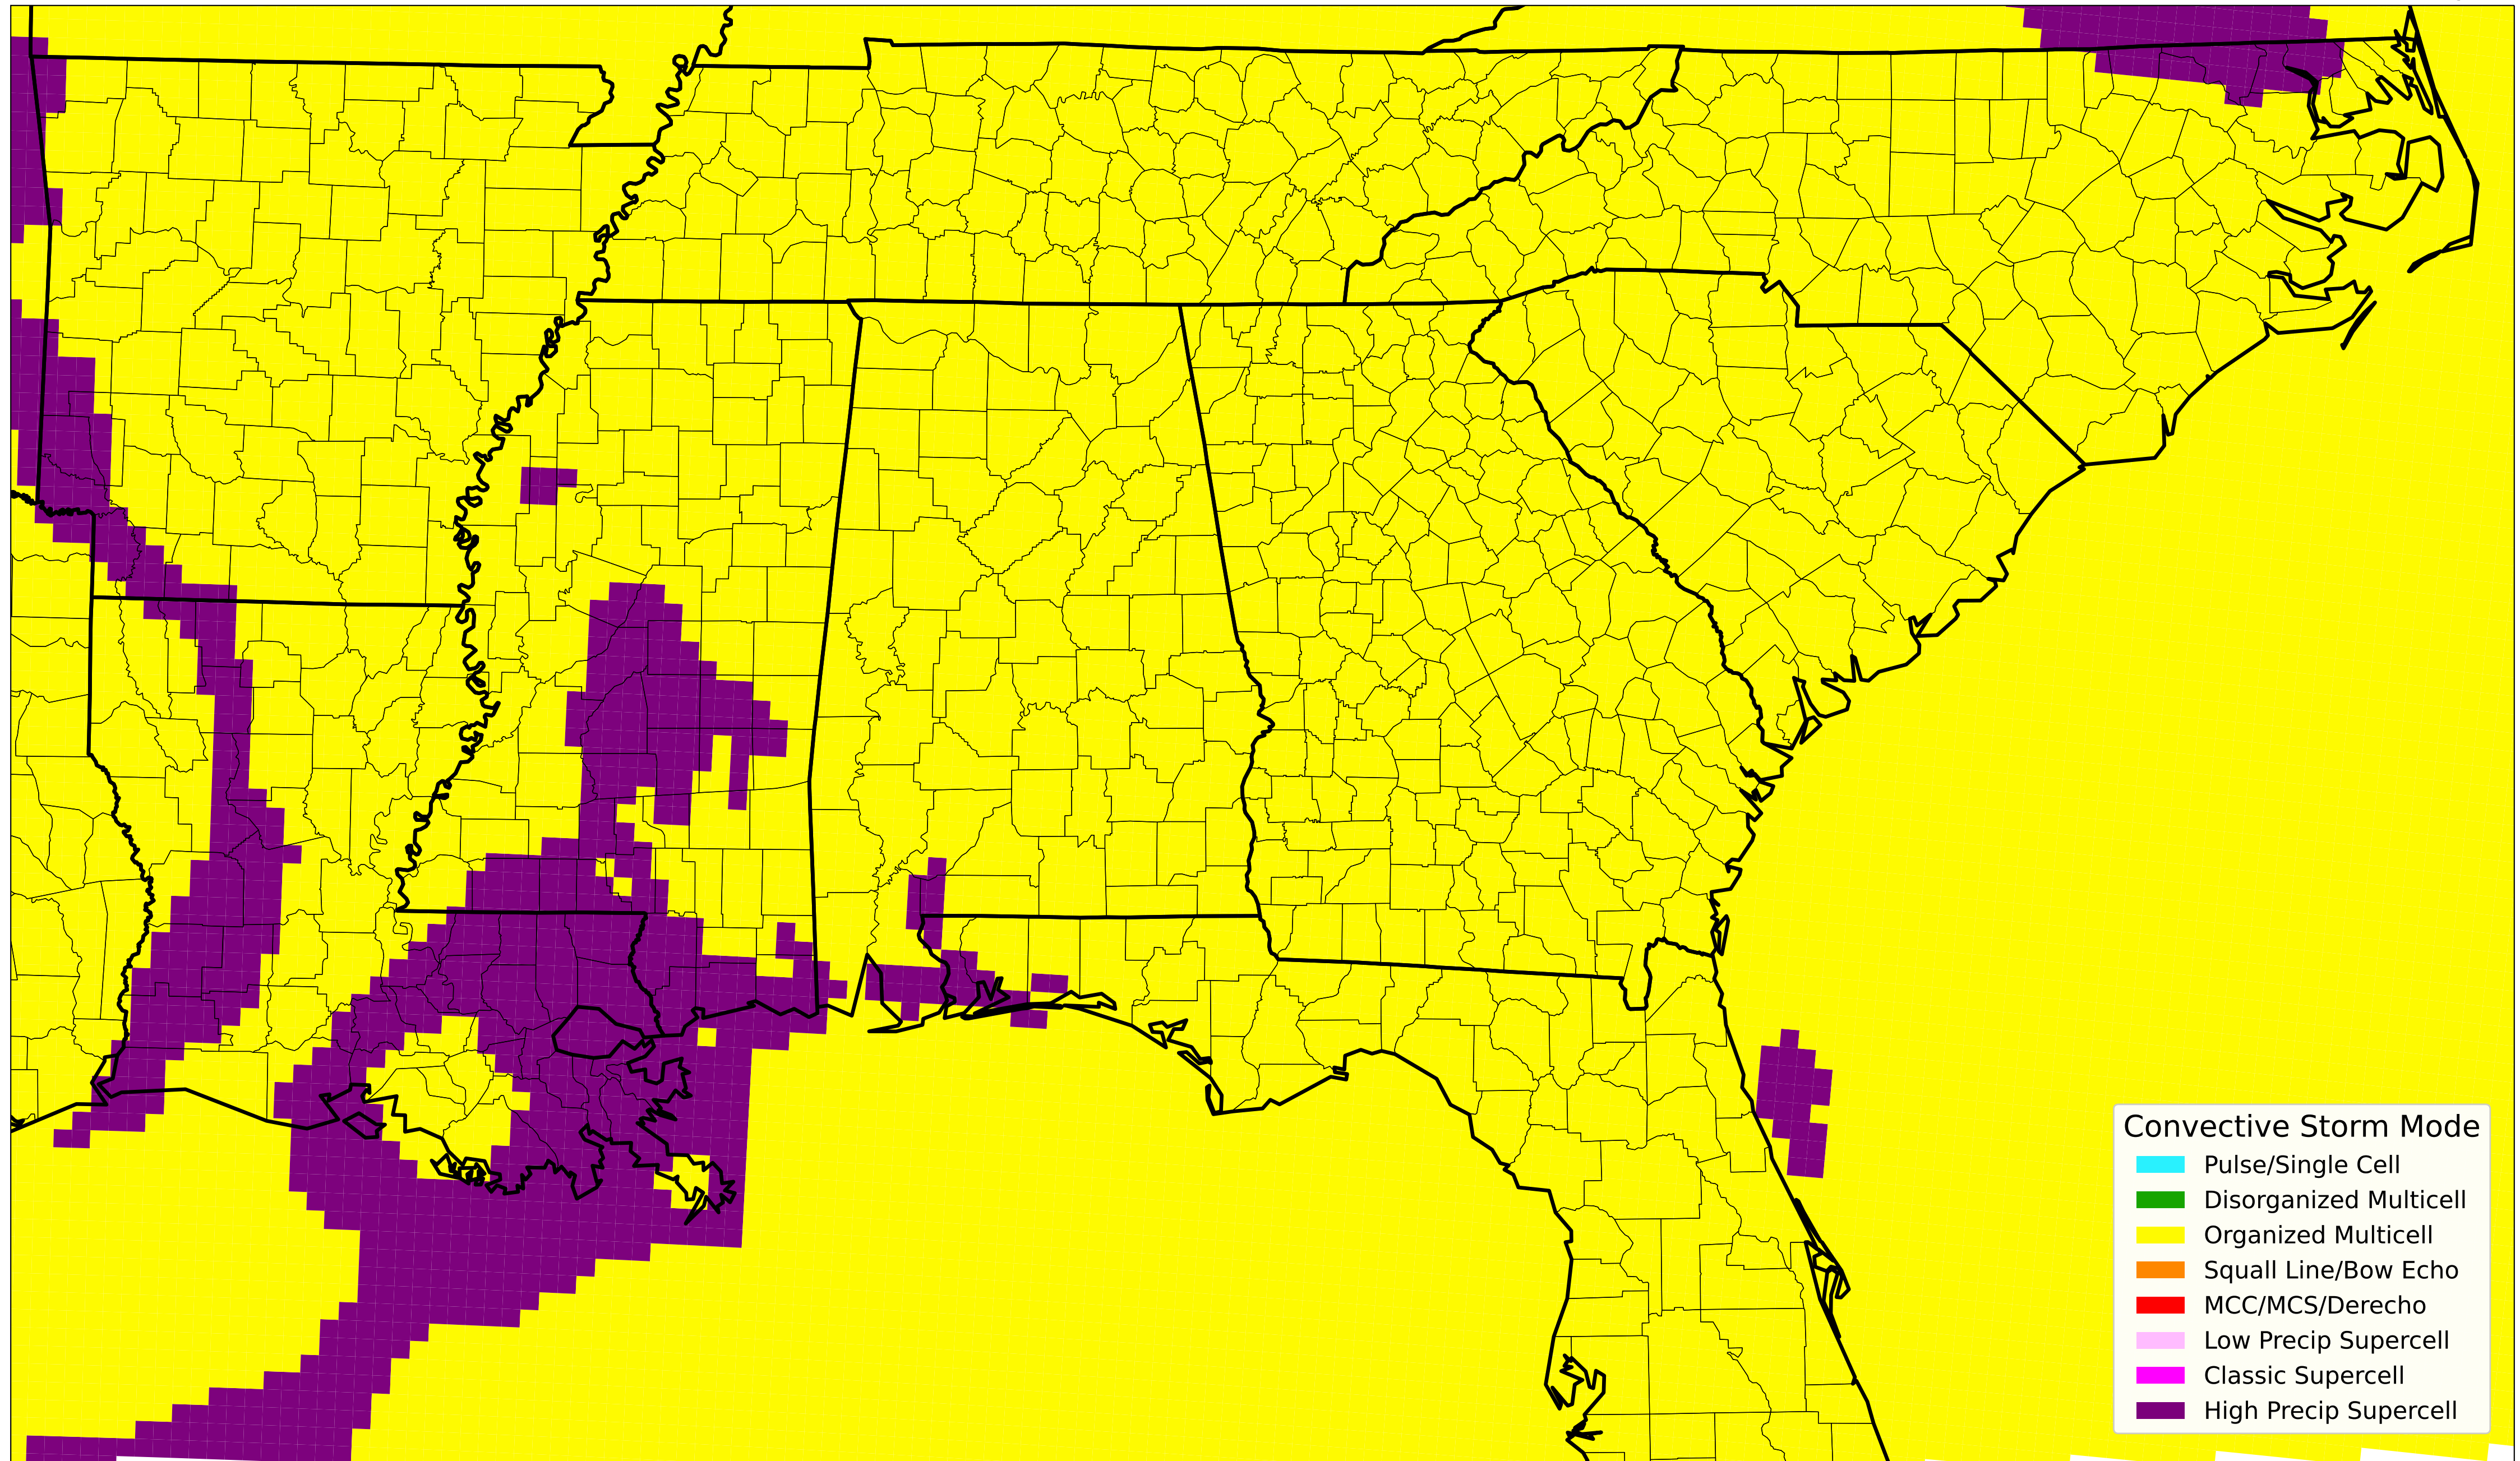 Convective Storm Mode
Pulse/Single Cell
Disorganized Multicell
Organized Multicell
Squall Line/Bow Echo
MCC/MCS/Derecho
Low Precip Supercell
Classic Supercell
High Precip Supercell